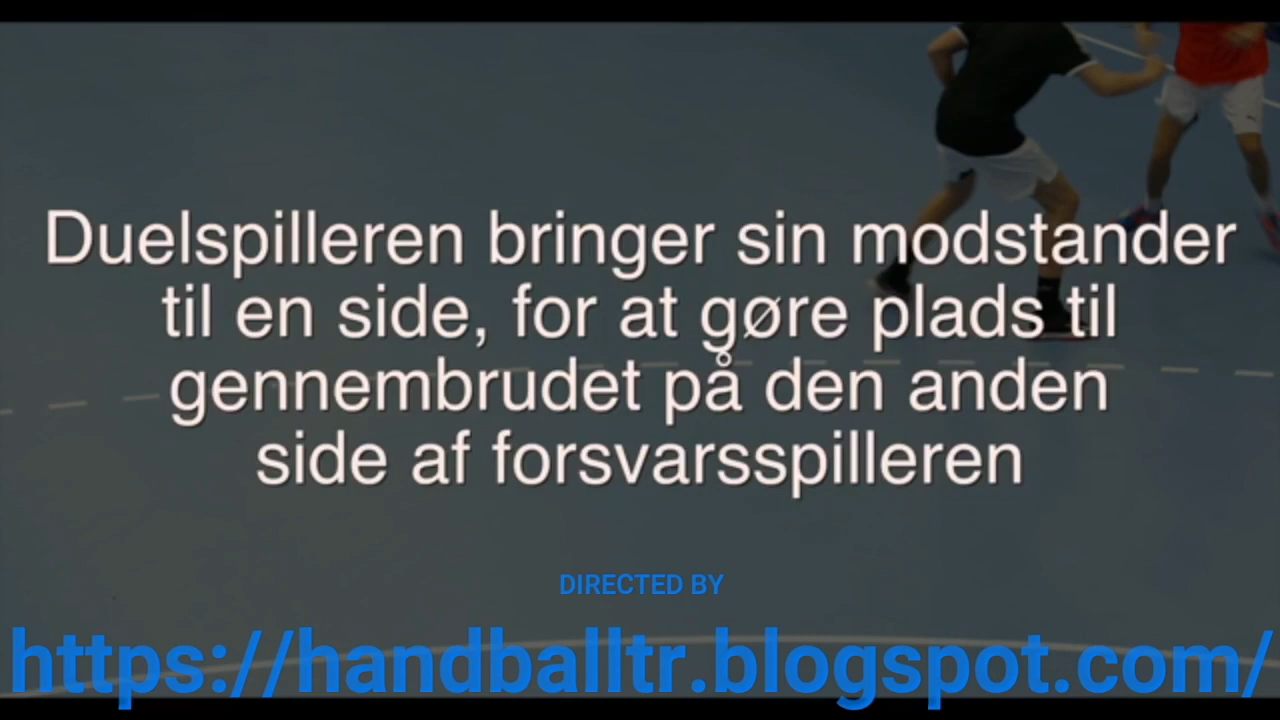 Duelspilleren bringer sin modstander
til en side, for at gøre plads til
gennembrudet på den anden
side af forsvarsspilleren
DIRECTED BY
https://handballtr.blogspot.com/